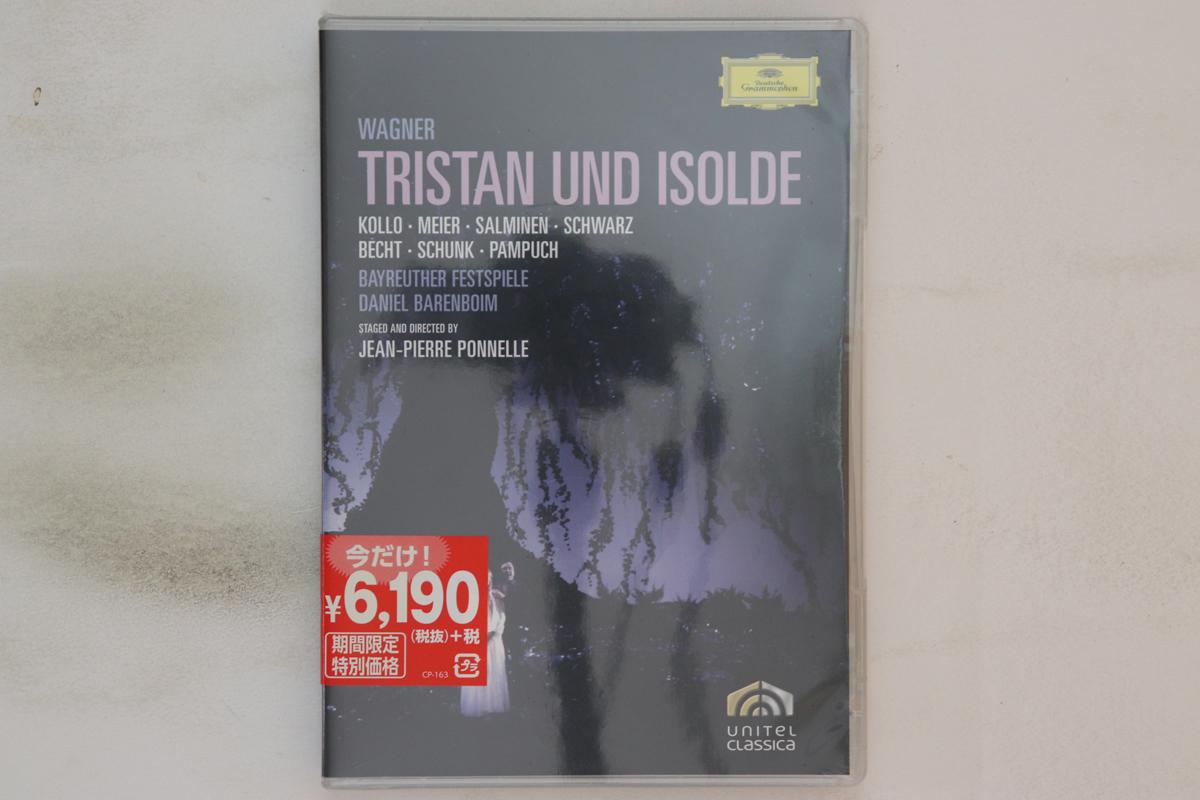 Deutsche
Grammophon
WAGNER
TRISTAN UND ISOLDE
KOLLO · MEIER · SALMINEN · SCHWARZ
BECHT · SCHUNK · PAMPUCH
BAYREUTHER FESTSPIELE
DANIEL BARENBOIM
STAGED AND DIRECTED BY
JEAN-PIERRE PONNELLE
今だけ!
¥6,190
(税抜)+税
期間限定
特別価格
CP-163
プラ
UNITEL
CLASSICA